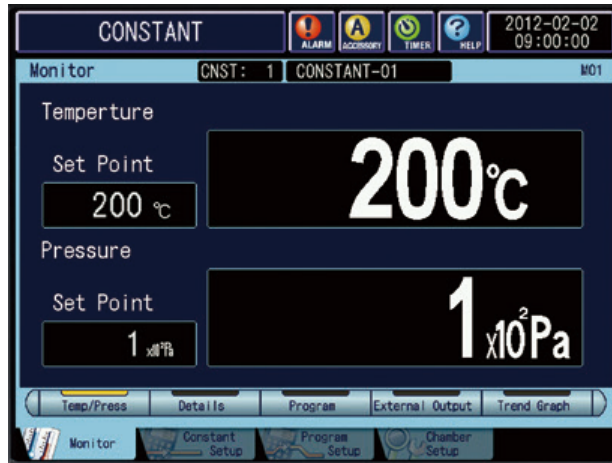 CONSTANT
ALARM
A
ACCESSORY
TIMER
?
HELP
2012-02-02
09:00:00
Monitor
CNST: 1
CONSTANT-01
M01
Temperture
Set Point
200 ℃
200℃
Pressure
Set Point
1 x10²Pa
1 x10²Pa
Temp/Press
Details
Program
External Output
Trend Graph
Monitor
Constant
Setup
Program
Setup
Chamber
Setup